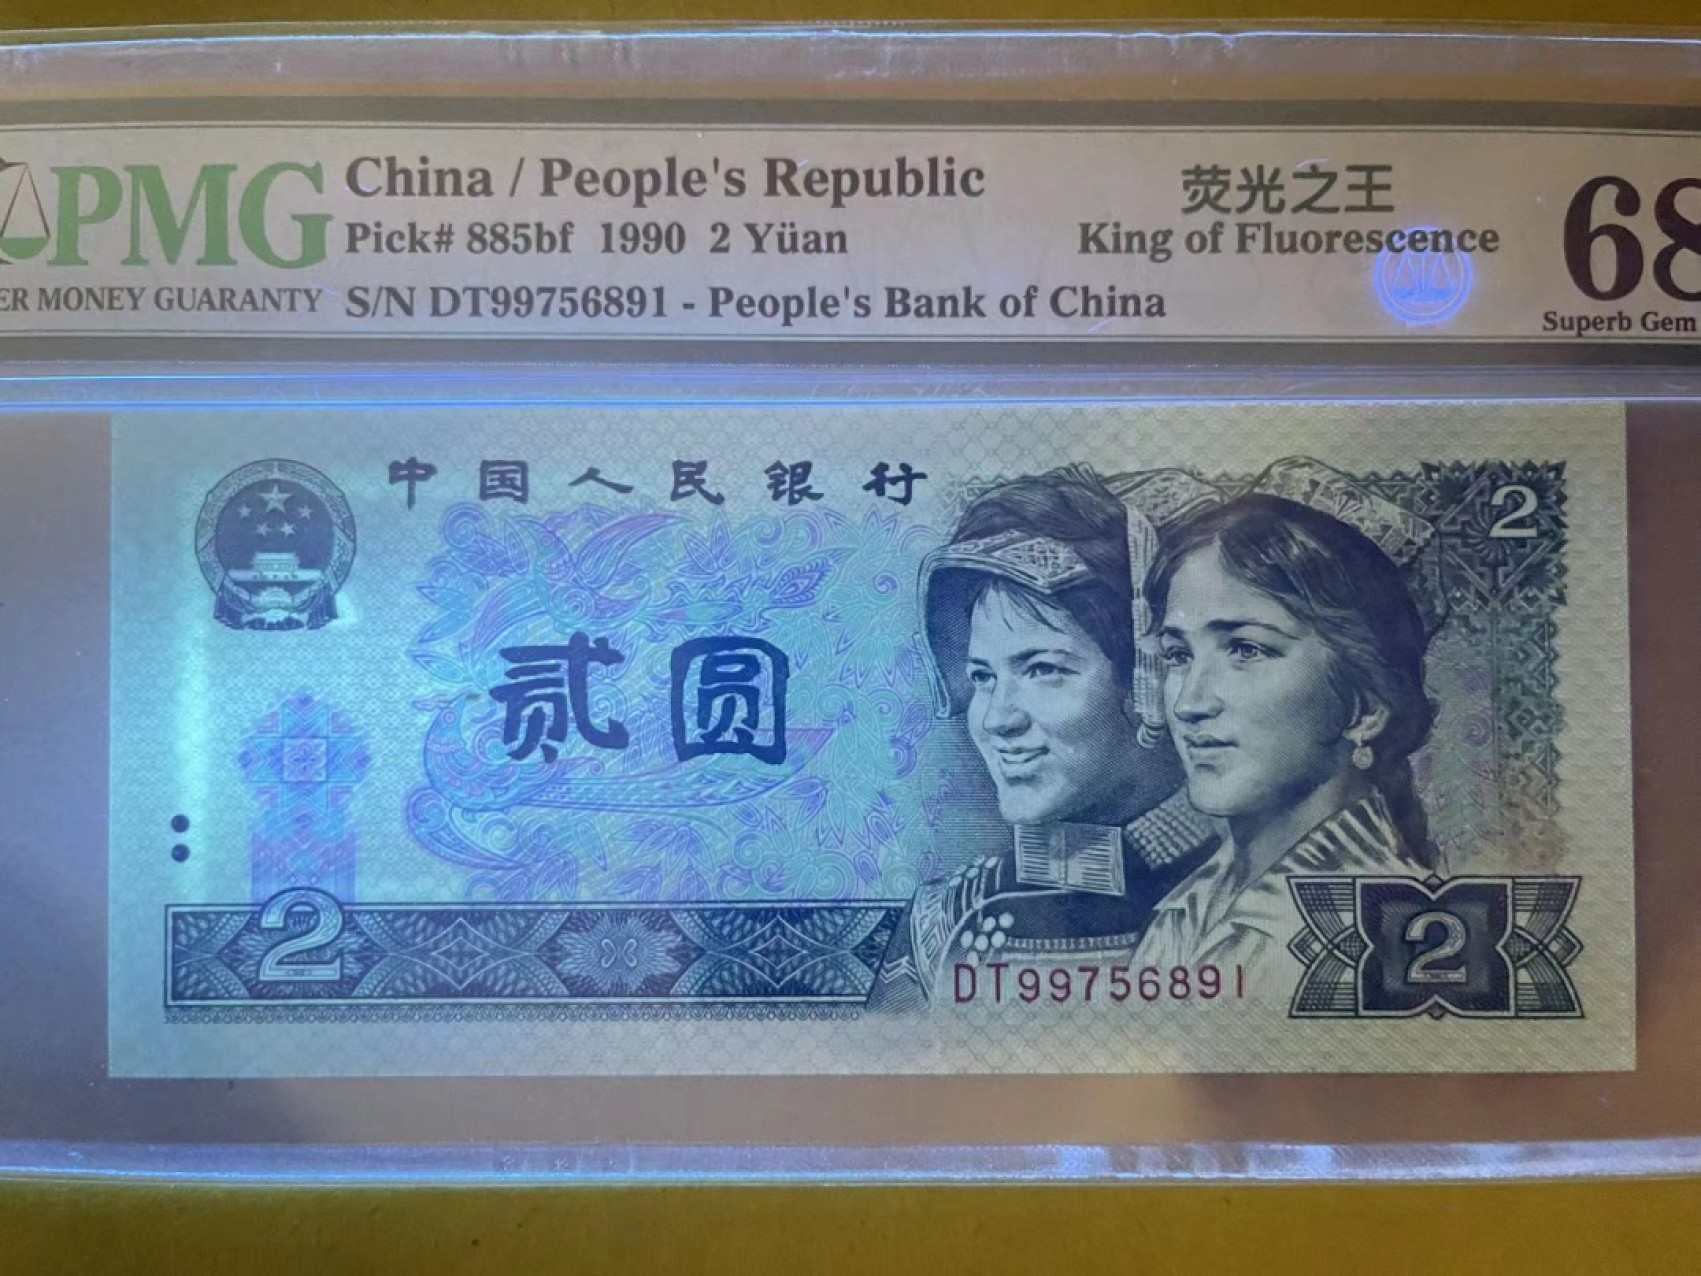 PMG
ER MONEY GUARANTY
China / People's Republic
Pick# 885bf 1990 2 Yüan
S/N DT99756891 - People's Bank of China
荧光之王
King of Fluorescence
68
Superb Gem
中国人民银行
2
贰圆
2
DT99756891
2